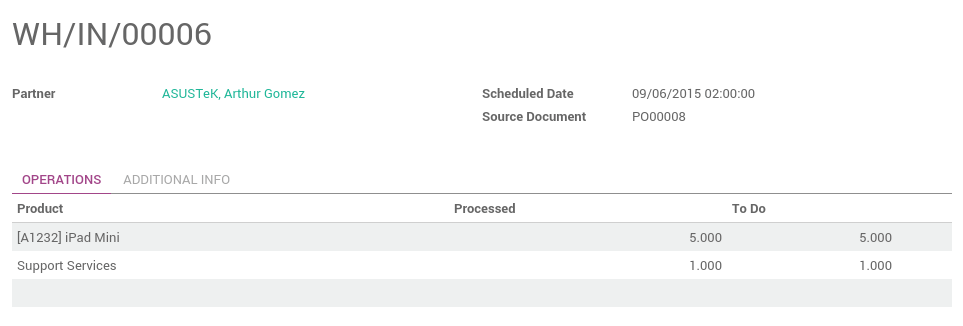 WH/IN/00006
Partner ASUSTeK, Arthur Gomez Scheduled Date 09/06/2015 02:00:00
Source Document PO00008
OPERATIONS ADDITIONAL INFO
Product Processed To Do
[A1232] iPad Mini 5.000 5.000
Support Services 1.000 1.000